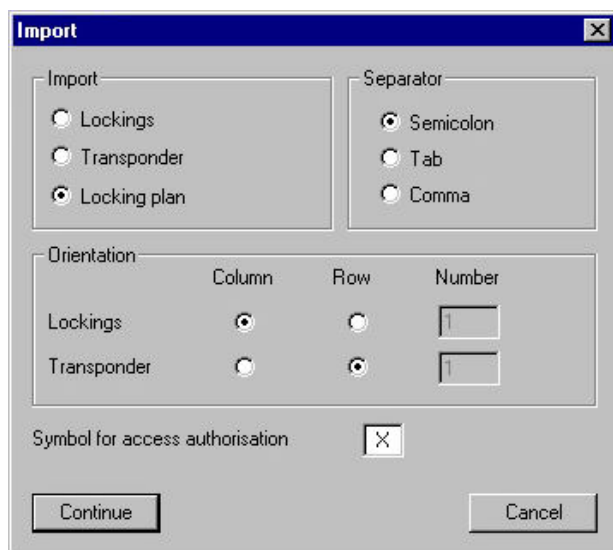 Import
Import
Separator
Lockings
Semicolon
Transponder
Tab
Locking plan
Comma
Orientation
Column Row Number
Lockings 1
Transponder 1
Symbol for access authorisation X
Continue Cancel